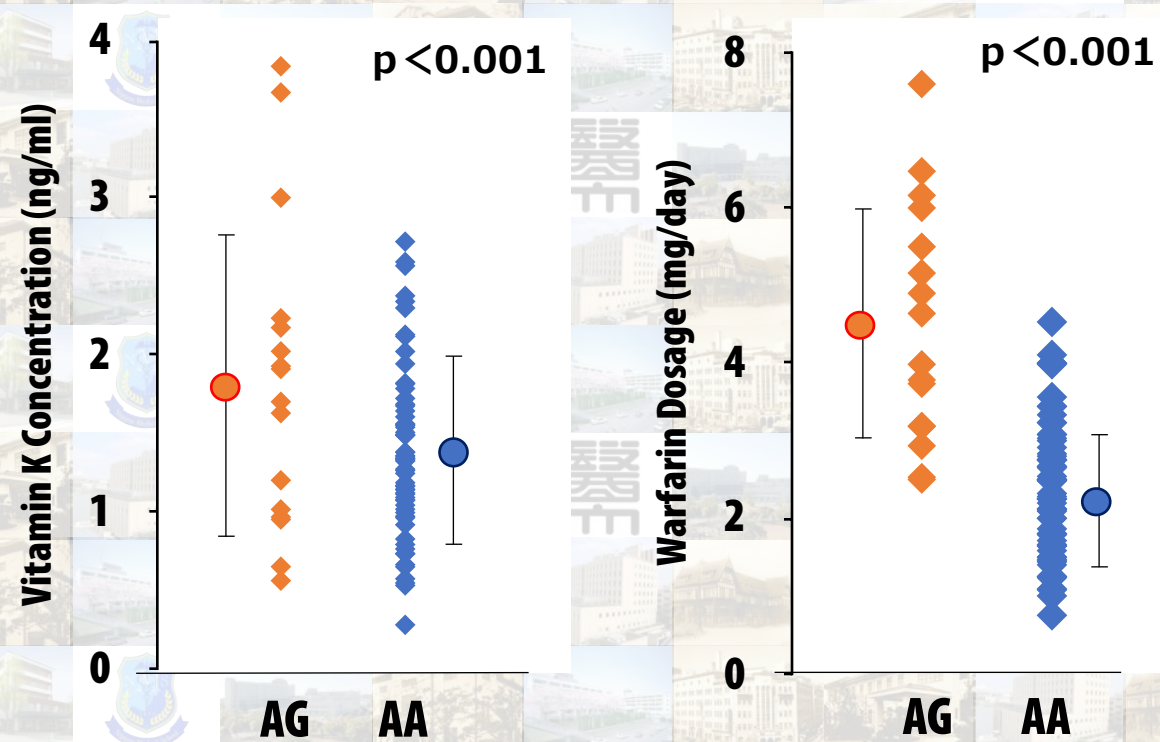 Vitamin K Concentration (ng/ml)
4
3
2
1
0
p<0.001
AG AA
Warfarin Dosage (mg/day)
8
6
4
2
0
p<0.001
AG AA